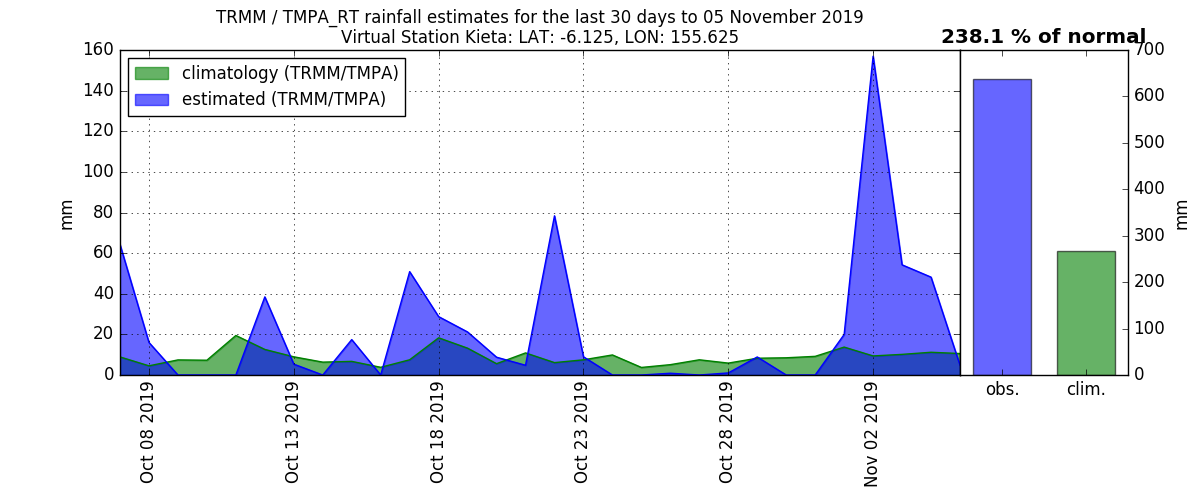 TRMM / TMPA_RT rainfall estimates for the last 30 days to 05 November 2019
Virtual Station Kieta: LAT: -6.125, LON: 155.625
238.1 % of normal
climatology (TRMM/TMPA)
estimated (TRMM/TMPA)
160
140
120
100
80
60
40
20
0
mm
Oct 08 2019
Oct 13 2019
Oct 18 2019
Oct 23 2019
Oct 28 2019
Nov 02 2019
obs.
clim.
700
600
500
400
300
200
100
0
mm